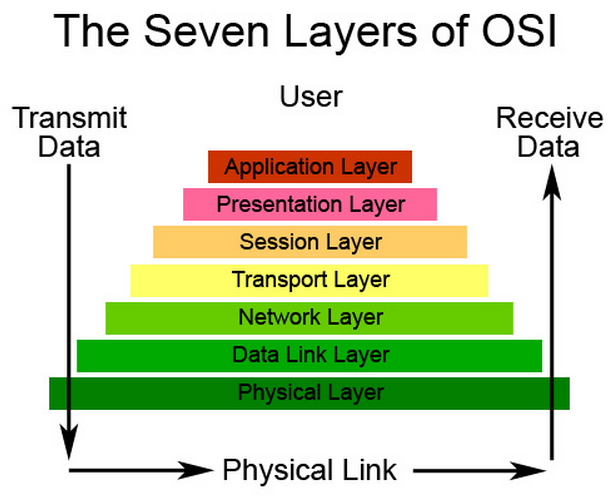 The Seven Layers of OSI
User
Transmit
Data
Receive
Data
Application Layer
Presentation Layer
Session Layer
Transport Layer
Network Layer
Data Link Layer
Physical Layer
Physical Link